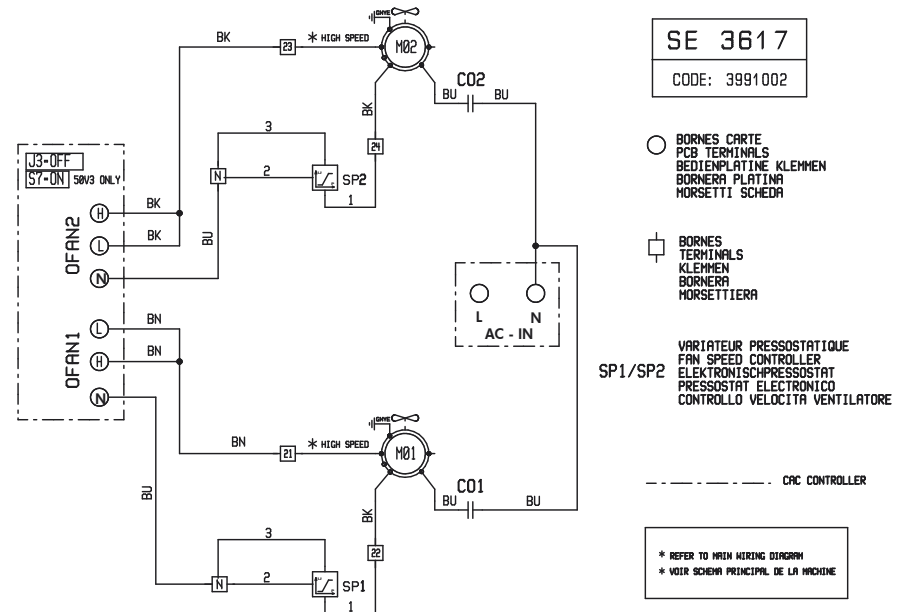 GNYE
BK
23
* HIGH SPEED
M02
SE 3617
CODE: 3991002
CO2
BU
BU
BK
3
24
N
2
SP2
1
BORNES CARTE
PCB TERMINALS
BEDIENPLATINE KLEMMEN
BORNERA PLATINA
MORSETTI SCHEDA
J3-OFF
S7-ON 50V3 ONLY
H
BK
L
BK
N
OFAN2
BU
BORNES
TERMINALS
KLEMMEN
BORNERA
MORSETTIERA
L
N
AC - IN
L
BN
H
BN
N
OFAN1
SP1/SP2
VARIATEUR PRESSOSTATIQUE
FAN SPEED CONTROLLER
ELEKTRONISCHPRESSOSTAT
PRESSOSTAT ELECTRONICO
CONTROLLO VELOCITA VENTILATORE
GNYE
BN
21
* HIGH SPEED
M01
CO1
BU
BU
BU
BK
CAC CONTROLLER
3
22
N
2
SP1
1
* REFER TO MAIN WIRING DIAGRAM
* VOIR SCHEMA PRINCIPAL DE LA MACHINE